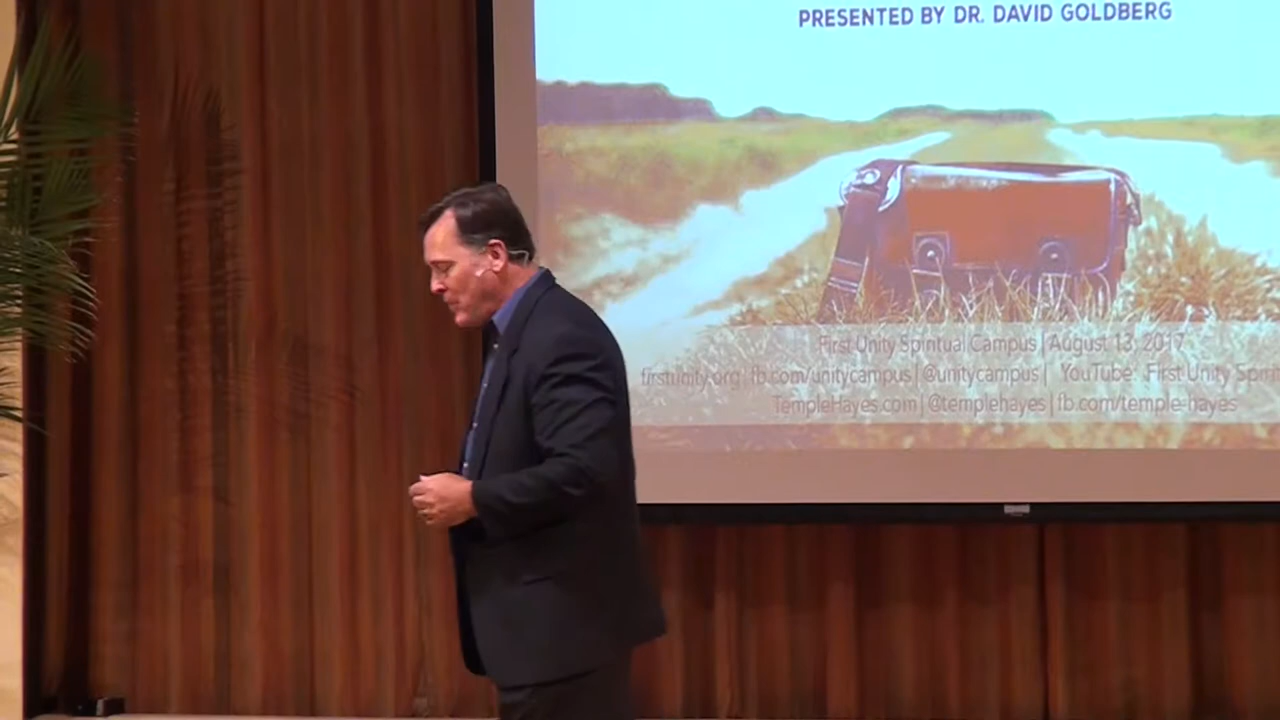 PRESENTED BY DR. DAVID GOLDBERG
First Unity Spiritual Campus | August 13, 2017
firstunity.org | fb.com/unitycampus | @unitycampus | YouTube: First Unity Spirit
TempleHayes.com | @templehayes | fb.com/temple-hayes